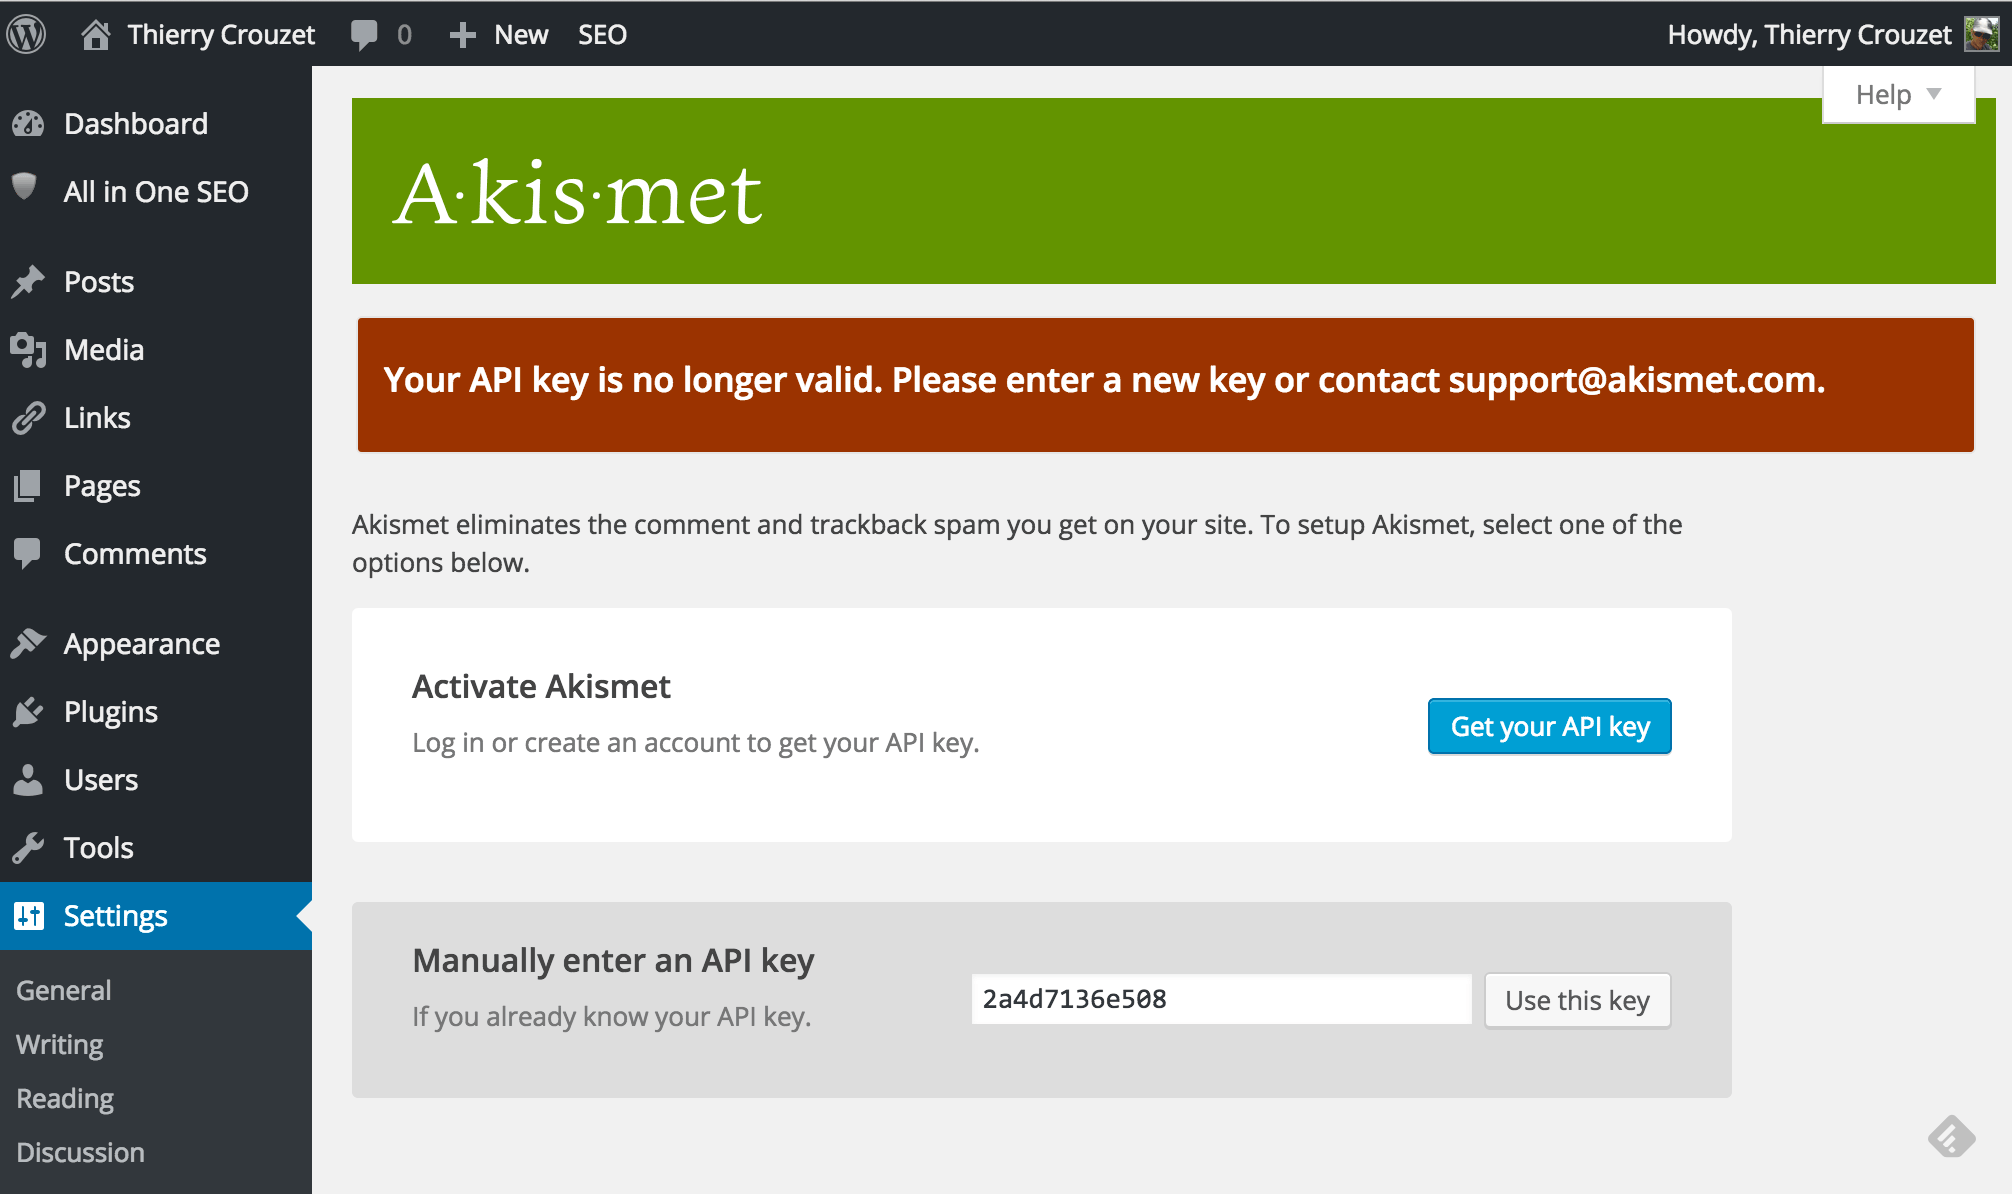 Thierry Crouzet 0 New SEO Howdy, Thierry Crouzet
Help
Dashboard
All in One SEO
Posts
Media
Links
Pages
Comments
Appearance
Plugins
Users
Tools
Settings
General
Writing
Reading
Discussion
A·kis·met
Your API key is no longer valid. Please enter a new key or contact support@akismet.com.
Akismet eliminates the comment and trackback spam you get on your site. To setup Akismet, select one of the
options below.
Activate Akismet
Log in or create an account to get your API key.
Get your API key
Manually enter an API key
If you already know your API key.
2a4d7136e508
Use this key